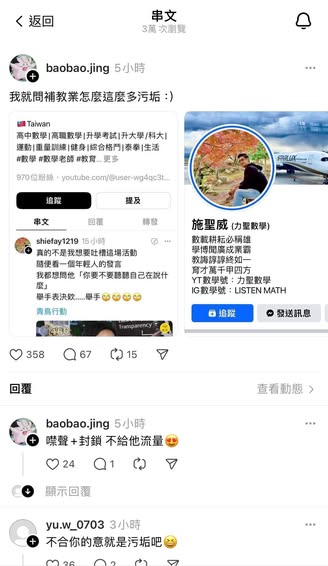 返回
串文
3萬 次瀏覽
baobao.jing 5小時
我就問補教業怎麼這麼多污垢 :)
🇹🇼 Taiwan
高中數學|高職數學|升學考試|升大學/科大|
運動|重量訓練|健身|綜合格鬥|泰拳|生活
#數學 #數學老師 #教育... 更多
970位粉絲 · youtube.com/@user-wg4qc3t...
追蹤
提及
串文
回覆
轉發
shiefay1219 15小時
真的不是我想要吐槽這場活動
隨便看一個年輕人的發言
我都想問他「你要不要聽聽自己在說什
麼」
舉手表決欸.....舉手😳😳😳😳
青鳥行動
Transparency
STARLUX
施聖威 (力聖數學)
數載耕耘必稱雄
學博聞廣成業霸
教誨諄諄終如一
育才萬千甲四方
YT數學號：力聖數學
IG數學號：LISTEN MATH
追蹤
發送訊息
358
67
15
回覆
查看動態
baobao.jing 5小時
噤聲+封鎖 不給他流量😍
24
1
顯示回覆
yu.w_0703 3小時
不合你的意就是污垢吧😆
36
2